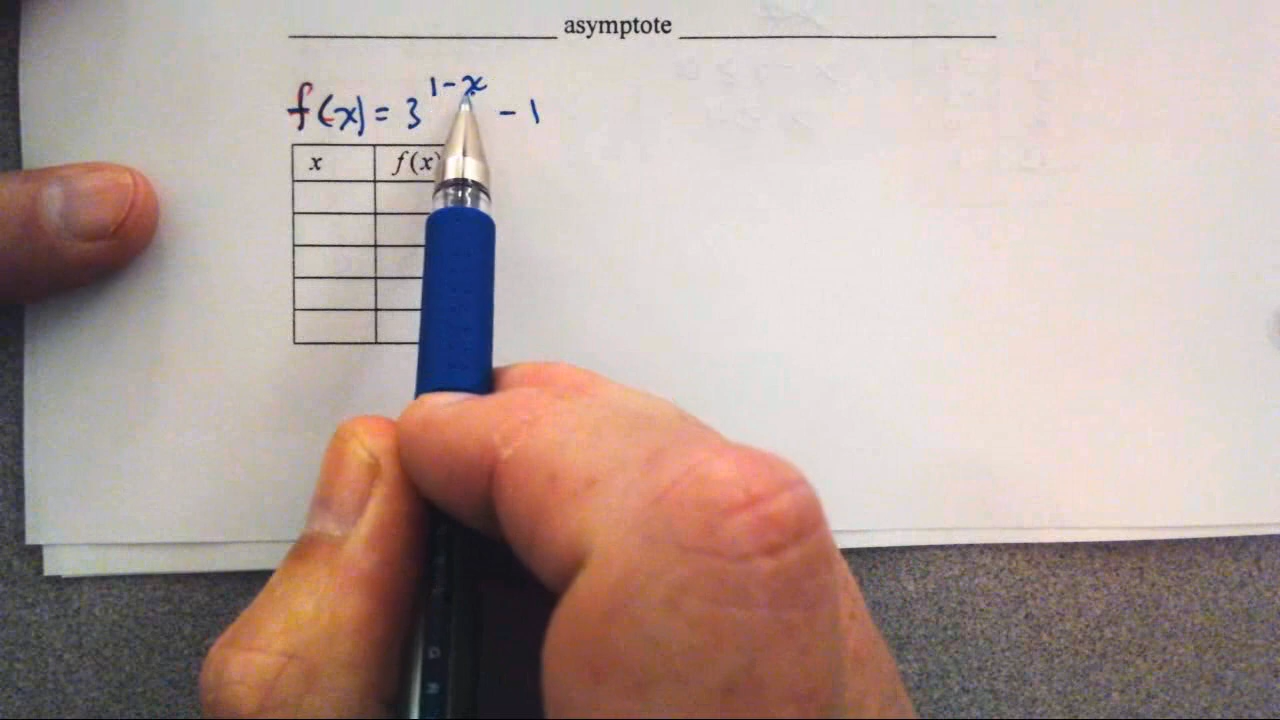 asymptote
f(x) = 3^{1-x} - 1
x f(x)